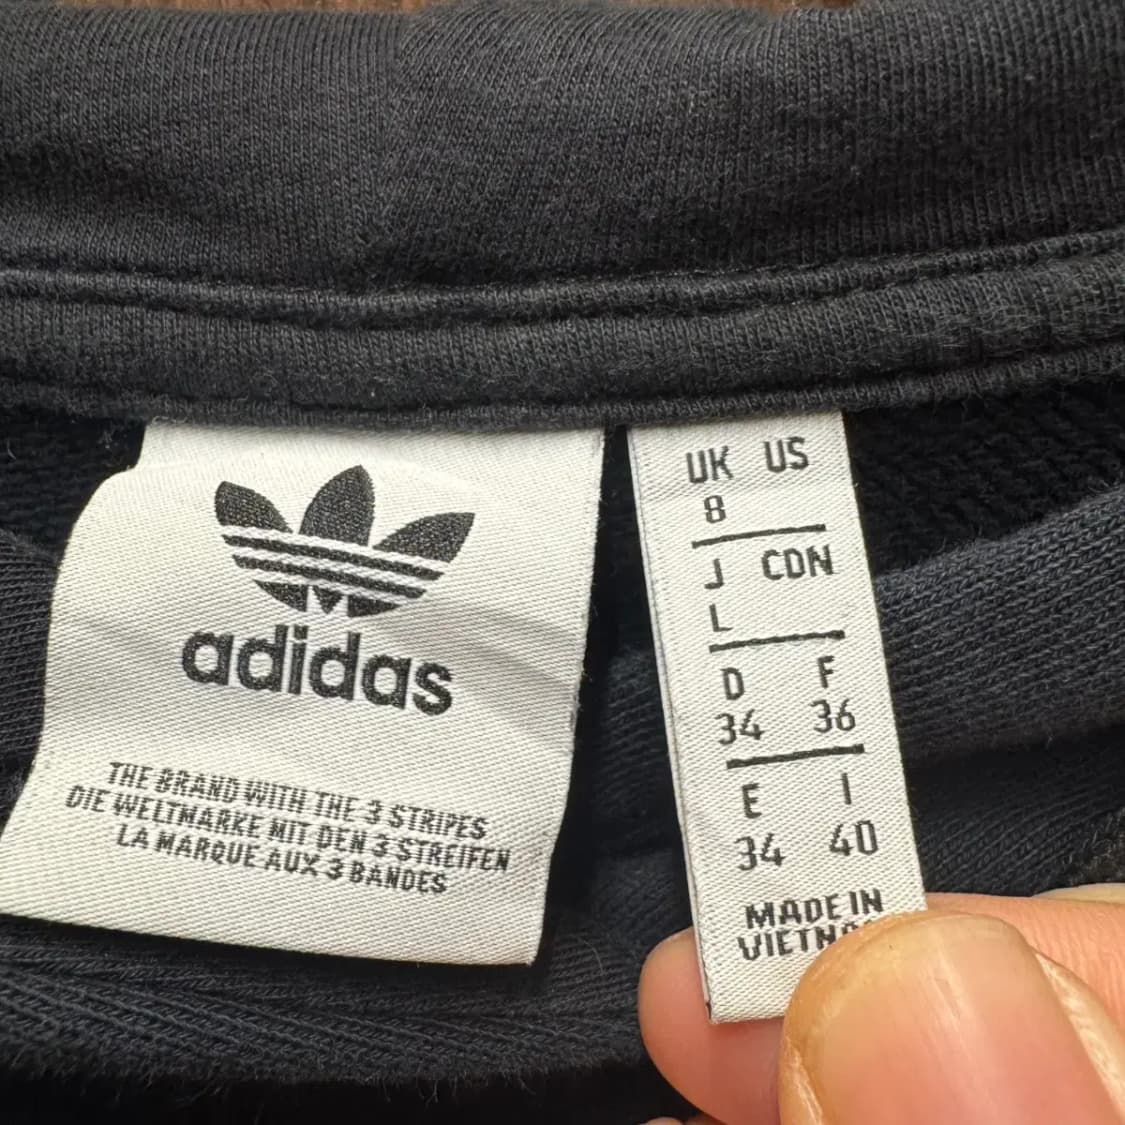 adidas
THE BRAND WITH THE 3 STRIPES
DIE WELTMARKE MIT DEN 3 STREIFEN
LA MARQUE AUX 3 BANDES
UK US
8
J CDN
L
D F
34 36
E I
34 40
MADE IN